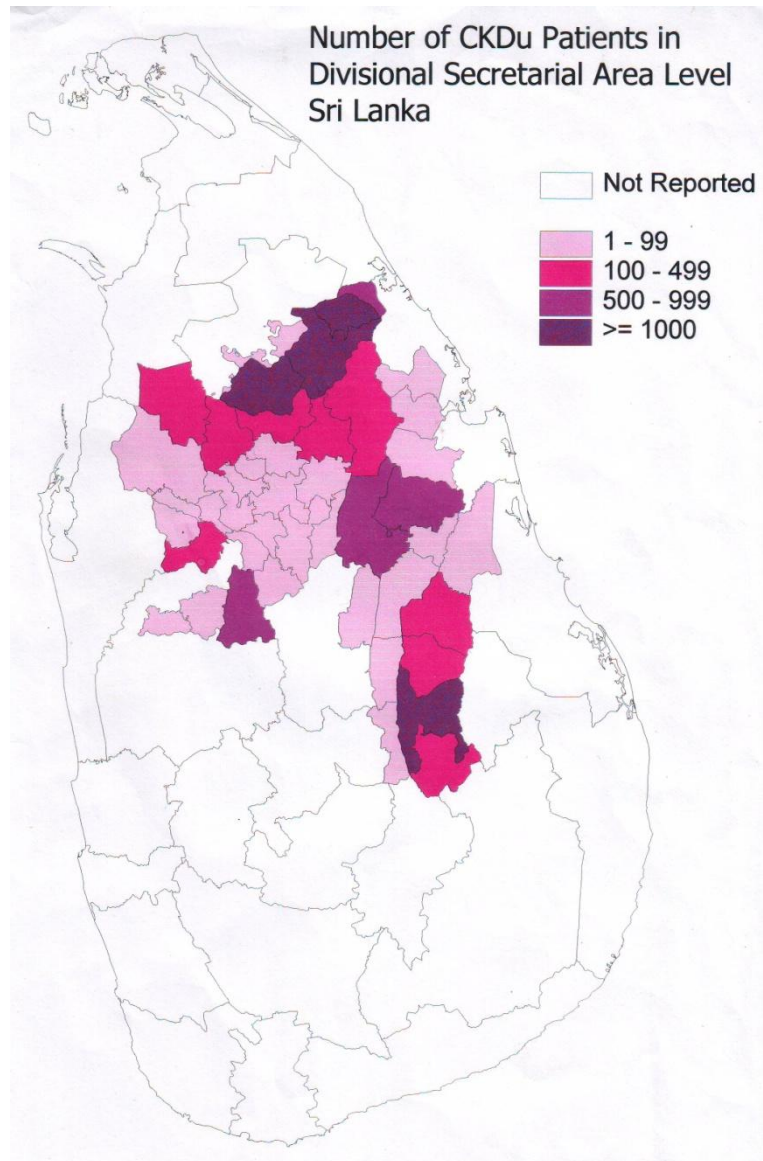 Number of CKDu Patients in
Divisional Secretarial Area Level
Sri Lanka
Not Reported
1 - 99
100 - 499
500 - 999
>= 1000